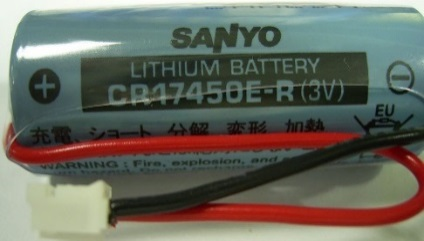 SANYO
LITHIUM BATTERY
CR17450E-R (3V)
EU
充電、ショート 分解、変形、加熱
WARNING : Fire, explosion, and